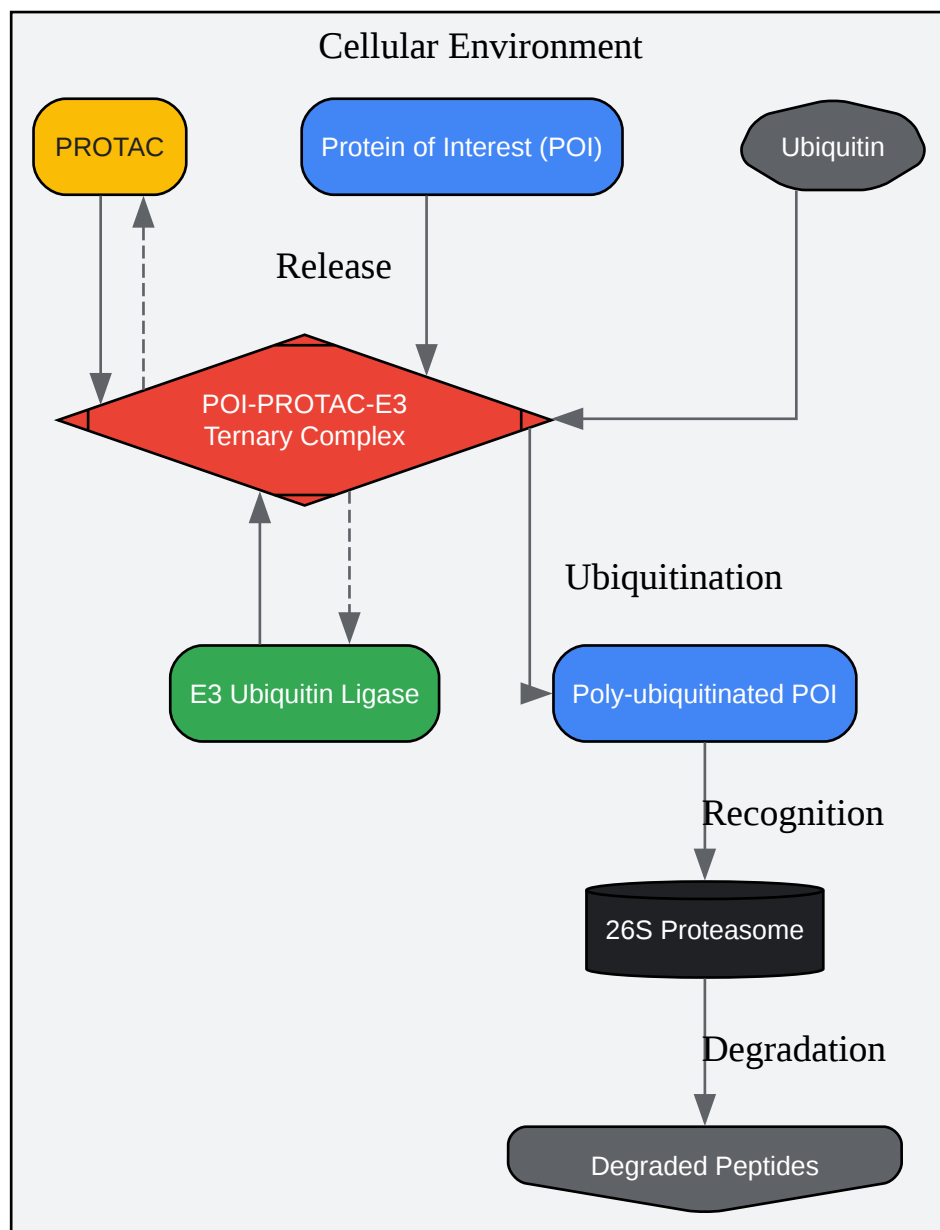 Cellular Environment
PROTAC
Protein of Interest (POI)
Ubiquitin
Release
POI-PROTAC-E3
Ternary Complex
Ubiquitination
E3 Ubiquitin Ligase
Poly-ubiquitinated POI
Recognition
26S Proteasome
Degradation
Degraded Peptides